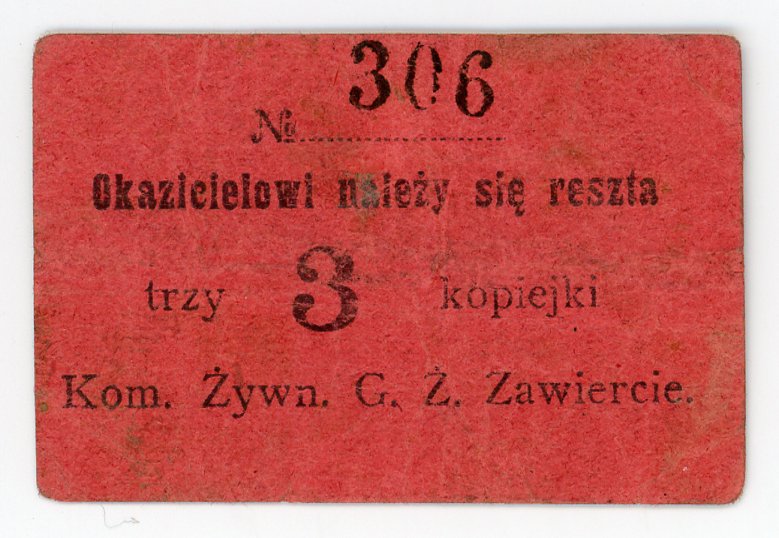 306
№
Okazicielowi należy się reszta
trzy 3 kopiejki
Kom. Żywn. G. Ż. Zawiercie.